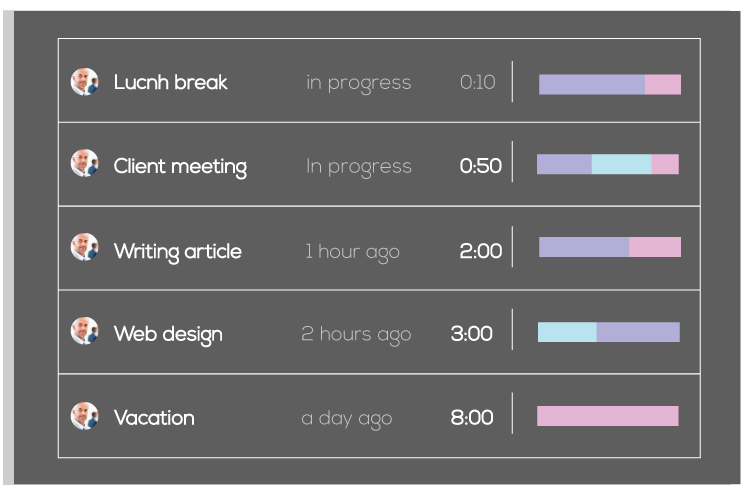 Lucnh break in progress 0:10
Client meeting In progress 0:50
Writing article 1 hour ago 2:00
Web design 2 hours ago 3:00
Vacation a day ago 8:00